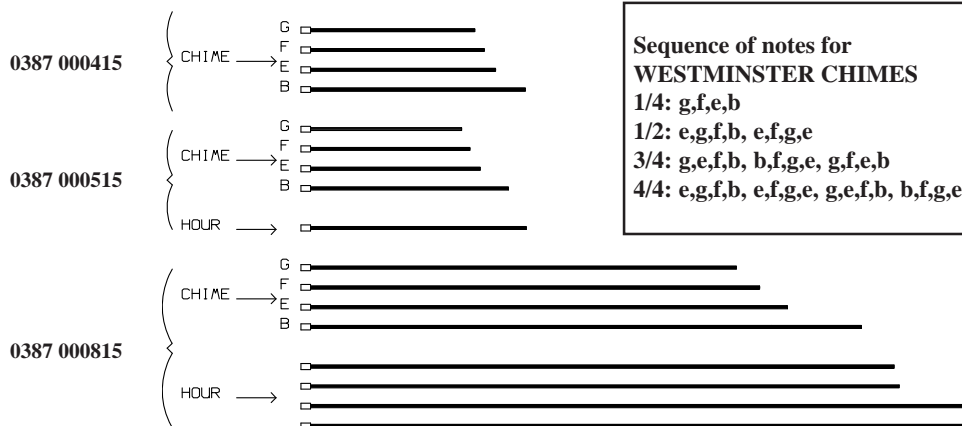 0387 000415
CHIME
G
F
E
B
0387 000515
CHIME
G
F
E
B
HOUR
0387 000815
CHIME
G
F
E
B
HOUR
Sequence of notes for
WESTMINSTER CHIMES
1/4: g,f,e,b
1/2: e,g,f,b, e,f,g,e
3/4: g,e,f,b, b,f,g,e, g,f,e,b
4/4: e,g,f,b, e,f,g,e, g,e,f,b, b,f,g,e